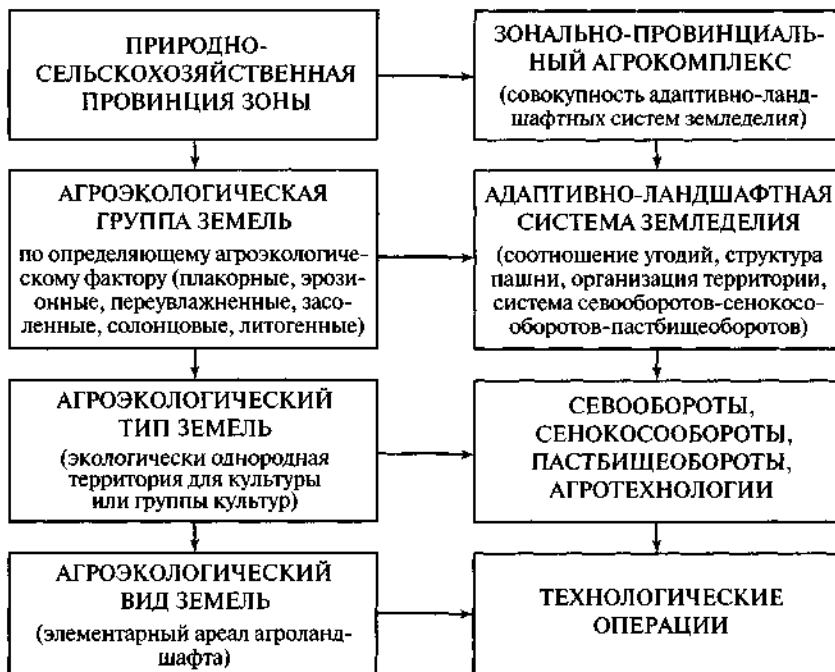 ПРИРОДНО-
СЕЛЬСКОХОЗЯЙСТВЕННАЯ
ПРОВИНЦИЯ ЗОНЫ
ЗОНАЛЬНО-ПРОВИНЦИАЛЬ-
НЫЙ АГРОКОМПЛЕКС
(совокупность адаптивно-ланд-
шафтных систем земледелия)
АГРОЭКОЛОГИЧЕСКАЯ
ГРУППА ЗЕМЕЛЬ
по определяющему агроэкологиче-
скому фактору (плакорные, эрози-
онные, переувлажненные, засо-
ленные, солонцовые, литогенные)
АДАПТИВНО-ЛАНДШАФТНАЯ
СИСТЕМА ЗЕМЛЕДЕЛИЯ
(соотношение угодий, структура
пашни, организация территории,
система севооборотов-сенокосо-
оборотов-пастбищеоборотов)
АГРОЭКОЛОГИЧЕСКИЙ
ТИП ЗЕМЕЛЬ
(экологически однородная
территория для культуры
или группы культур)
СЕВООБОРОТЫ,
СЕНОКОСООБОРОТЫ,
ПАСТБИЩЕОБОРОТЫ,
АГРОТЕХНОЛОГИИ
АГРОЭКОЛОГИЧЕСКИЙ
ВИД ЗЕМЕЛЬ
(элементарный ареал агроланд-
шафта)
ТЕХНОЛОГИЧЕСКИЕ
ОПЕРАЦИИ